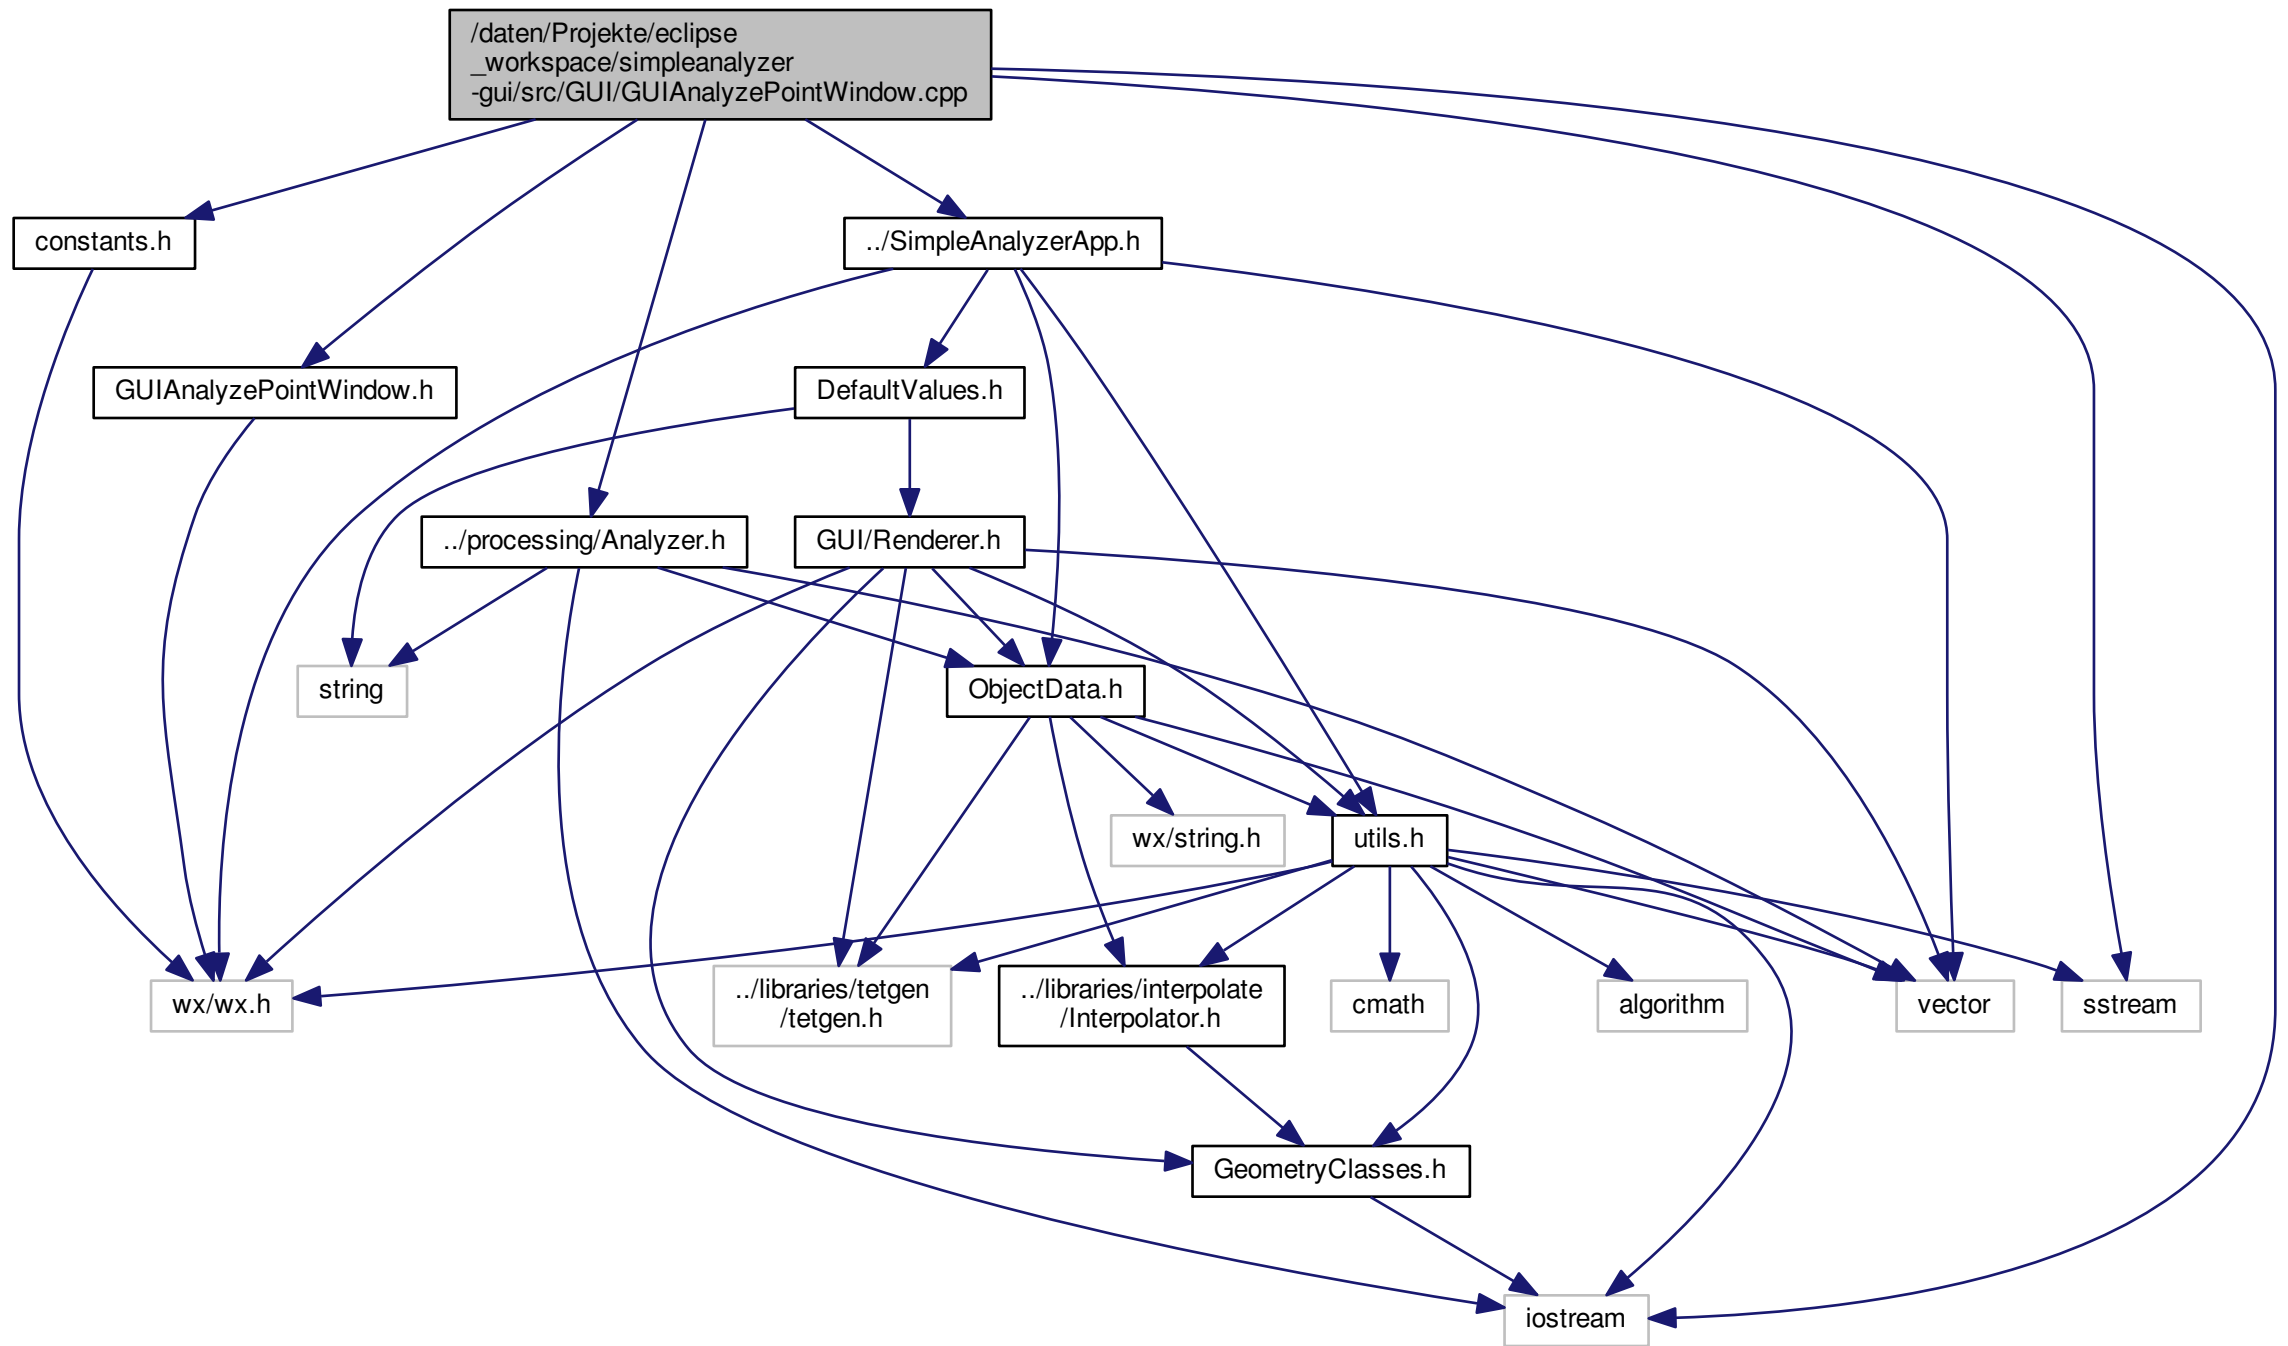 /daten/Projekte/eclipse
_workspace/simpleanalyzer
-gui/src/GUI/GUIAnalyzePointWindow.cpp
constants.h
../SimpleAnalyzerApp.h
GUIAnalyzePointWindow.h
DefaultValues.h
../processing/Analyzer.h
GUI/Renderer.h
string
ObjectData.h
wx/string.h
utils.h
wx/wx.h
../libraries/tetgen
/tetgen.h
../libraries/interpolate
/Interpolator.h
cmath
algorithm
vector
sstream
GeometryClasses.h
iostream